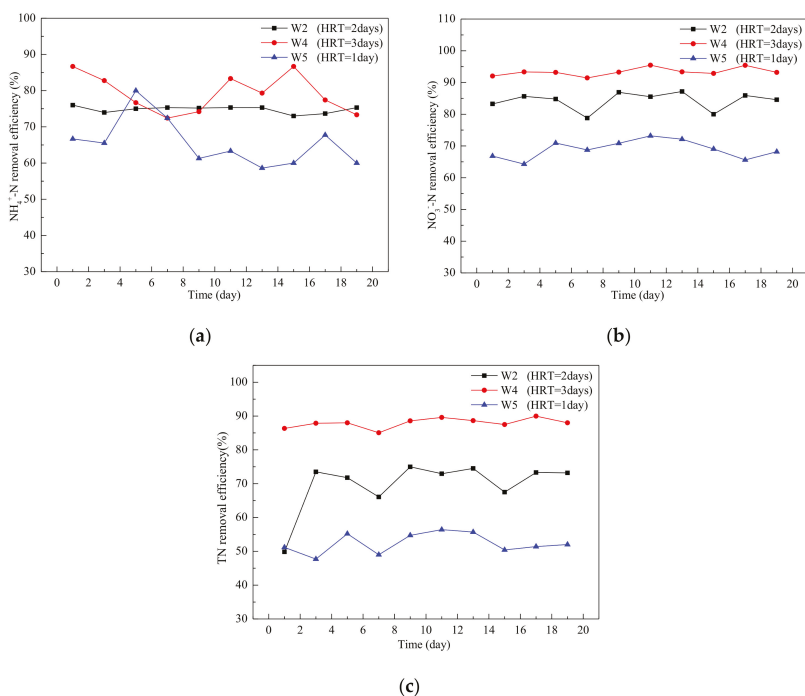 100
90
80
70
60
50
40
30
NH4+-N removal efficiency (%)
W2 (HRT=2days)
W4 (HRT=3days)
W5 (HRT=1day)
0 2 4 6 8 10 12 14 16 18 20
Time (day)
(a)
110
100
90
80
70
60
50
40
30
NO3--N removal efficiency (%)
W2 (HRT=2days)
W4 (HRT=3days)
W5 (HRT=1day)
0 2 4 6 8 10 12 14 16 18 20
Time (day)
(b)
100
90
80
70
60
50
40
30
TN removal efficiency(%)
W2 (HRT=2days)
W4 (HRT=3days)
W5 (HRT=1day)
0 2 4 6 8 10 12 14 16 18 20
Time (day)
(c)